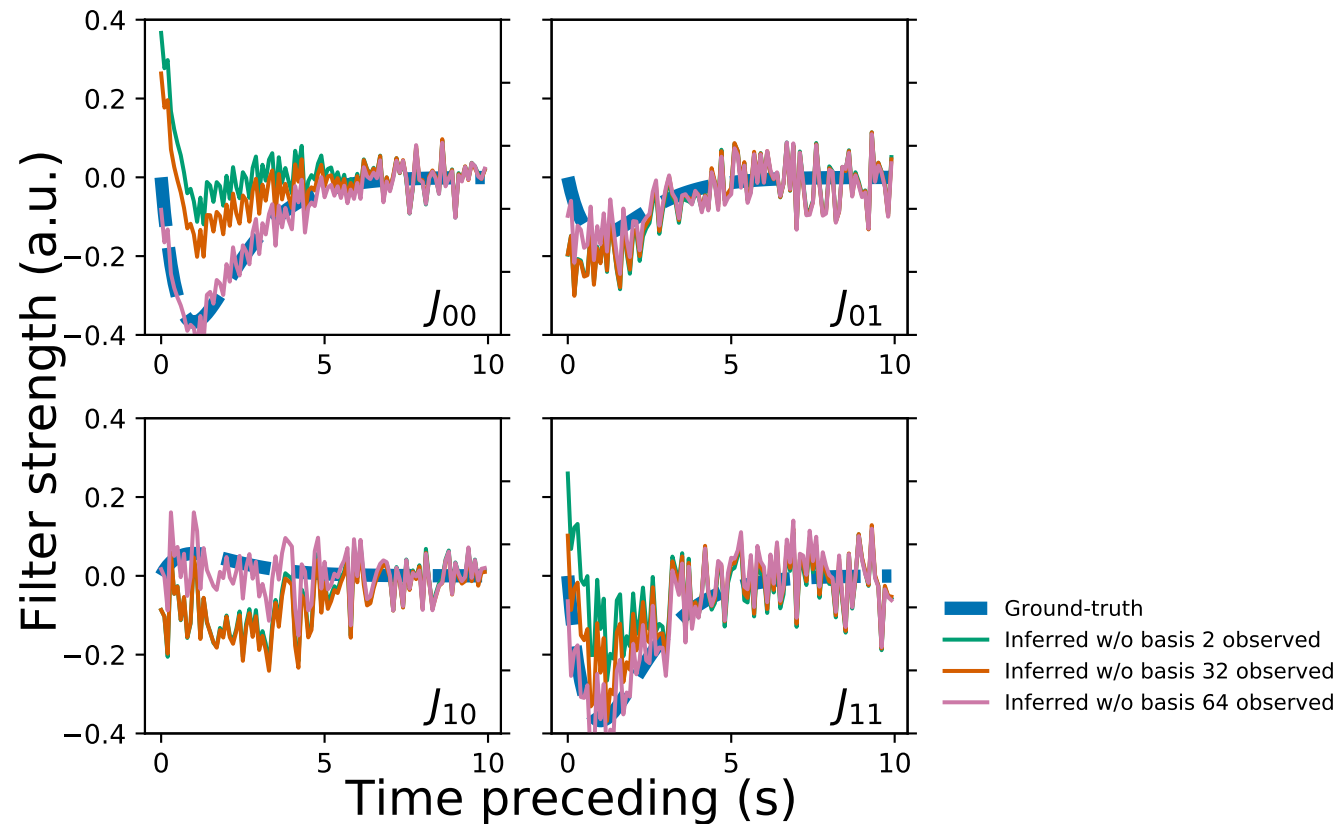 0.4
0.2
0.0
−0.2
−0.4
0
5
10
J00
0
5
10
J01
0.4
0.2
0.0
−0.2
−0.4
0
5
10
J10
0
5
10
J11
Filter strength (a.u.)
Time preceding (s)
Ground-truth
Inferred w/o basis 2 observed
Inferred w/o basis 32 observed
Inferred w/o basis 64 observed